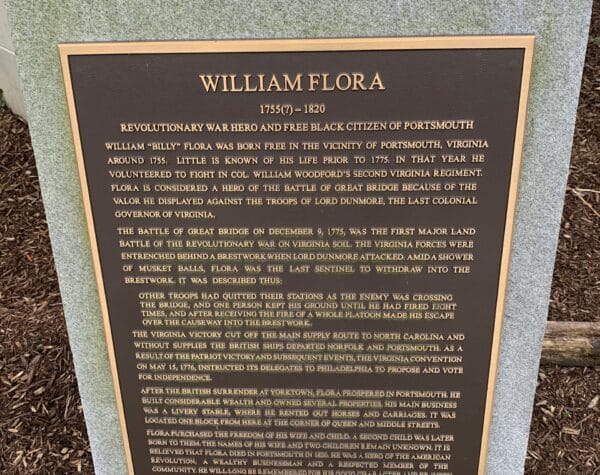 WILLIAM FLORA
1755(?) – 1820
REVOLUTIONARY WAR HERO AND FREE BLACK CITIZEN OF PORTSMOUTH
WILLIAM "BILLY" FLORA WAS BORN FREE IN THE VICINITY OF PORTSMOUTH, VIRGINIA
AROUND 1755. LITTLE IS KNOWN OF HIS LIFE PRIOR TO 1775. IN THAT YEAR HE
VOLUNTEERED TO FIGHT IN COL. WILLIAM WOODFORD'S SECOND VIRGINIA REGIMENT.
FLORA IS CONSIDERED A HERO OF THE BATTLE OF GREAT BRIDGE BECAUSE OF THE
VALOR HE DISPLAYED AGAINST THE TROOPS OF LORD DUNMORE, THE LAST COLONIAL
GOVERNOR OF VIRGINIA.
THE BATTLE OF GREAT BRIDGE ON DECEMBER 9, 1775, WAS THE FIRST MAJOR LAND
BATTLE OF THE REVOLUTIONARY WAR ON VIRGINIA SOIL. THE VIRGINIA FORCES WERE
ENTRENCHED BEHIND A BRESTWORK WHEN LORD DUNMORE ATTACKED. AMID A SHOWER
OF MUSKET BALLS, FLORA WAS THE LAST SENTINEL TO WITHDRAW INTO THE
BRESTWORK. IT WAS DESCRIBED THUS:
OTHER TROOPS HAD QUITTED THEIR STATIONS AS THE ENEMY WAS CROSSING
THE BRIDGE, AND ONE PERSON KEPT HIS GROUND UNTIL HE HAD FIRED EIGHT
TIMES, AND AFTER RECEIVING THE FIRE OF A WHOLE PLATOON MADE HIS ESCAPE
OVER THE CAUSEWAY INTO THE BRESTWORK.
THE VIRGINIA VICTORY CUT OFF THE MAIN SUPPLY ROUTE TO NORTH CAROLINA AND
WITHOUT SUPPLIES THE BRITISH SHIPS DEPARTED NORFOLK AND PORTSMOUTH. AS A
RESULT OF THE PATRIOT VICTORY AND SUBSEQUENT EVENTS, THE VIRGINIA CONVENTION
ON MAY 15, 1776, INSTRUCTED ITS DELEGATES TO PHILADELPHIA TO PROPOSE AND VOTE
FOR INDEPENDENCE.
AFTER THE BRITISH SURRENDER AT YORKTOWN, FLORA PROSPERED IN PORTSMOUTH. HE
BUILT CONSIDERABLE WEALTH AND OWNED SEVERAL PROPERTIES. HIS MAIN BUSINESS
WAS A LIVERY STABLE, WHERE HE RENTED OUT HORSES AND CARRIAGES. IT WAS
LOCATED ONE BLOCK FROM HERE AT THE CORNER OF QUEEN AND MIDDLE STREETS.
FLORA PURCHASED THE FREEDOM OF HIS WIFE AND CHILD. A SECOND CHILD WAS LATER
BORN TO THEM. THE NAMES OF HIS WIFE AND TWO CHILDREN REMAIN UNKNOWN. IT IS
BELIEVED THAT FLORA DIED IN PORTSMOUTH IN 1820. HE WAS A HERO OF THE AMERICAN
REVOLUTION, A WEALTHY BUSINESSMAN AND A RESPECTED MEMBER OF THE
COMMUNITY. HE WILL LONG BE REMEMBERED FOR HIS GOOD